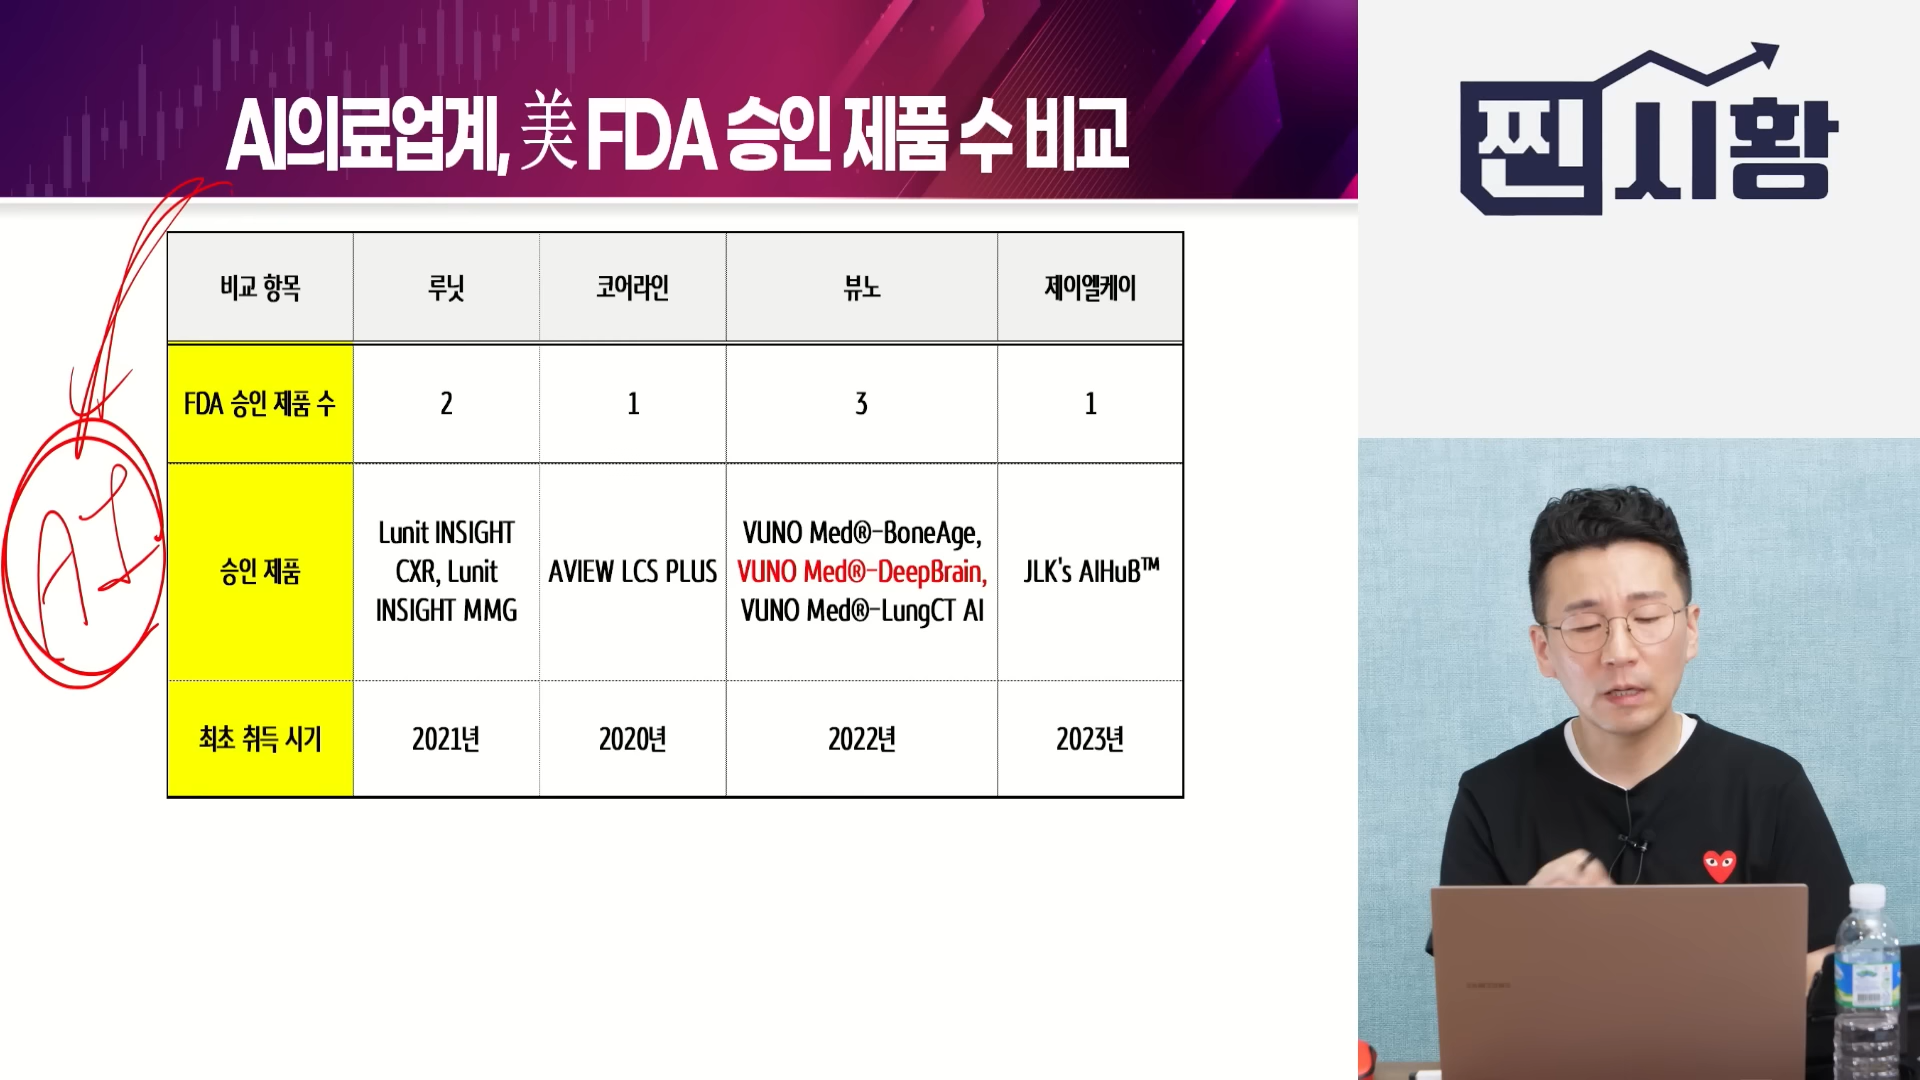 AI의료업계, 美 FDA 승인 제품 수 비교
찐시황
비교 항목 루닛 코어라인 뷰노 제이엘케이
FDA 승인 제품 수 2 1 3 1
승인 제품
Lunit INSIGHT
CXR, Lunit
INSIGHT MMG
AVIEW LCS PLUS
VUNO Med®-BoneAge,
VUNO Med®-DeepBrain,
VUNO Med®-LungCT AI
JLK's AIHuB™
최초 취득 시기 2021년 2020년 2022년 2023년
AI
SAMSUNG